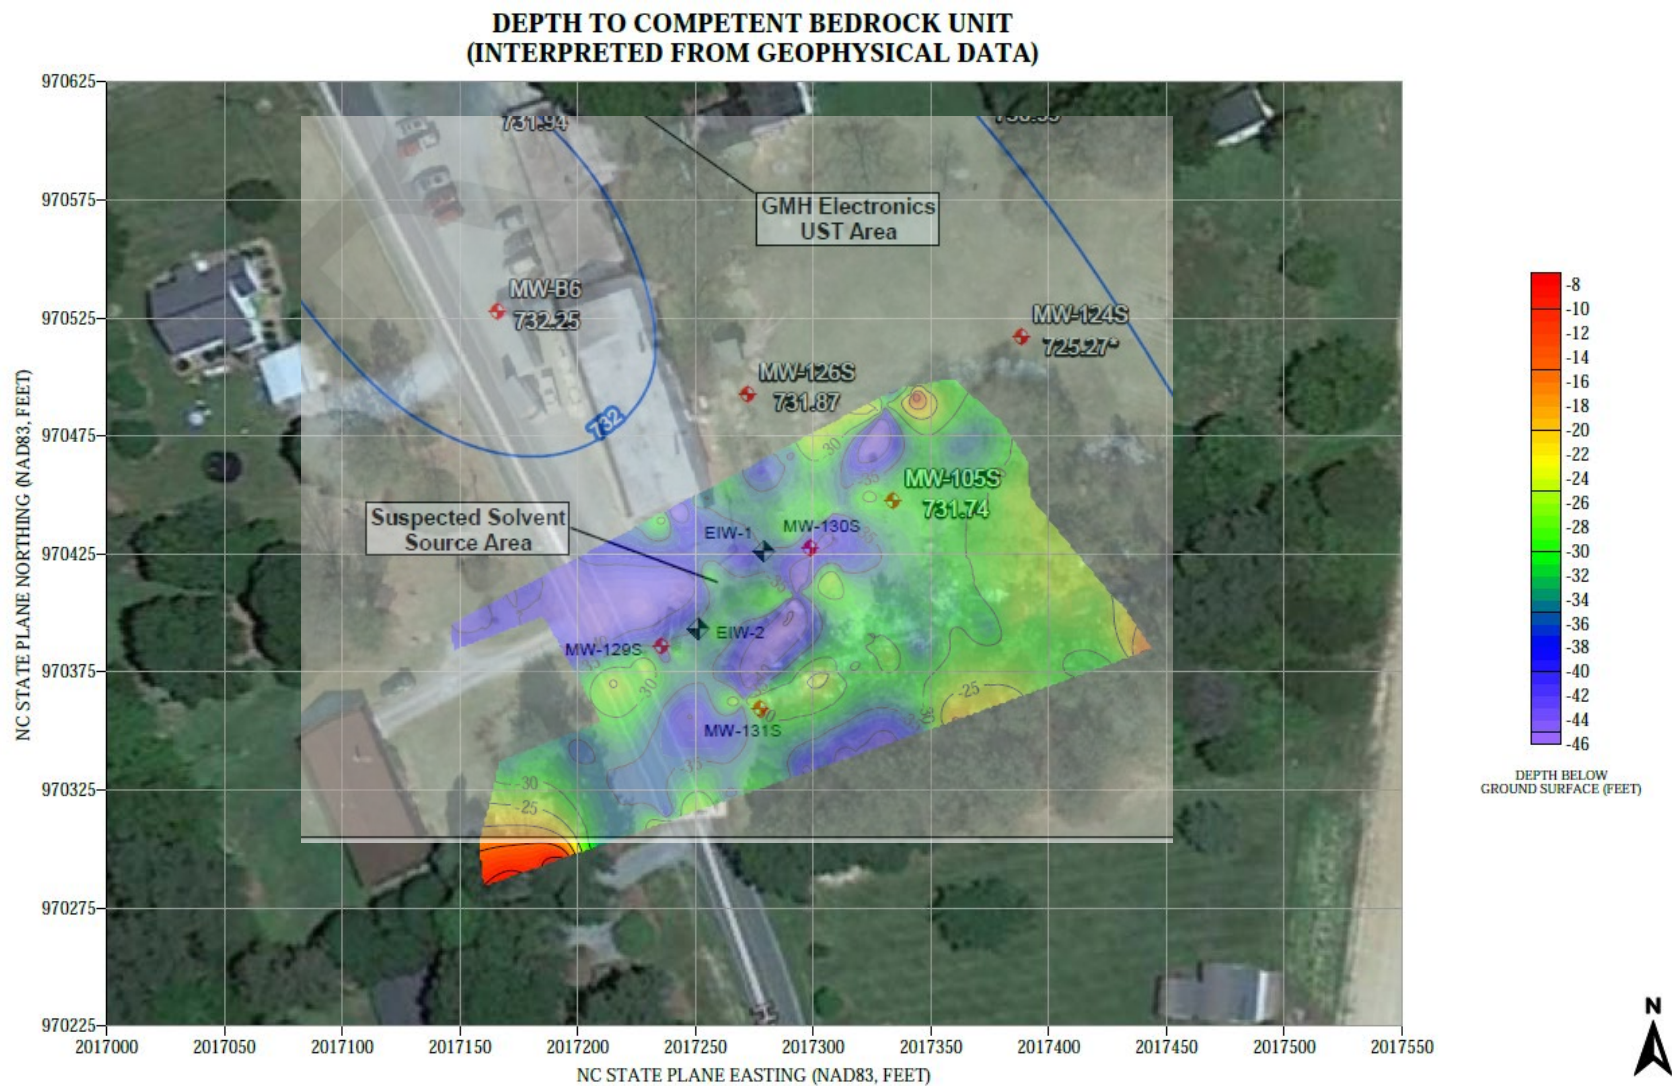 DEPTH TO COMPETENT BEDROCK UNIT
(INTERPRETED FROM GEOPHYSICAL DATA)
970625
970575
970525
970475
970425
970375
970325
970275
970225
NC STATE PLANE NORTHING (NAD83, FEET)
731.94
GMH Electronics
UST Area
MW-B6
732.25
MW-124S
725.27*
MW-126S
731.87
732
30
-35
MW-105S
731.74
Suspected Solvent
Source Area
EIW-1
MW-130S
EIW-2
MW-129S
30
MW-131S
-25
-35
-30
-25
-8
-10
-12
-14
-16
-18
-20
-22
-24
-26
-28
-30
-32
-34
-36
-38
-40
-42
-44
-46
DEPTH BELOW
GROUND SURFACE (FEET)
N
2017000
2017050
2017100
2017150
2017200
2017250
2017300
2017350
2017400
2017450
2017500
2017550
NC STATE PLANE EASTING (NAD83, FEET)